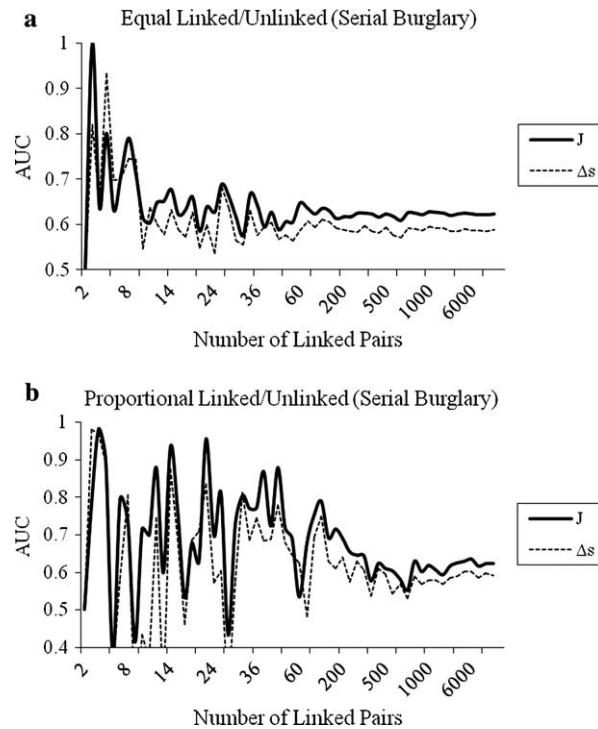 a
Equal Linked/Unlinked (Serial Burglary)
1
0.9
0.8
0.7
0.6
0.5
AUC
2
8
14
24
36
60
200
500
1000
6000
Number of Linked Pairs
J
Δs
b
Proportional Linked/Unlinked (Serial Burglary)
1
0.9
0.8
0.7
0.6
0.5
0.4
AUC
2
8
14
24
36
60
200
500
1000
6000
Number of Linked Pairs
J
Δs